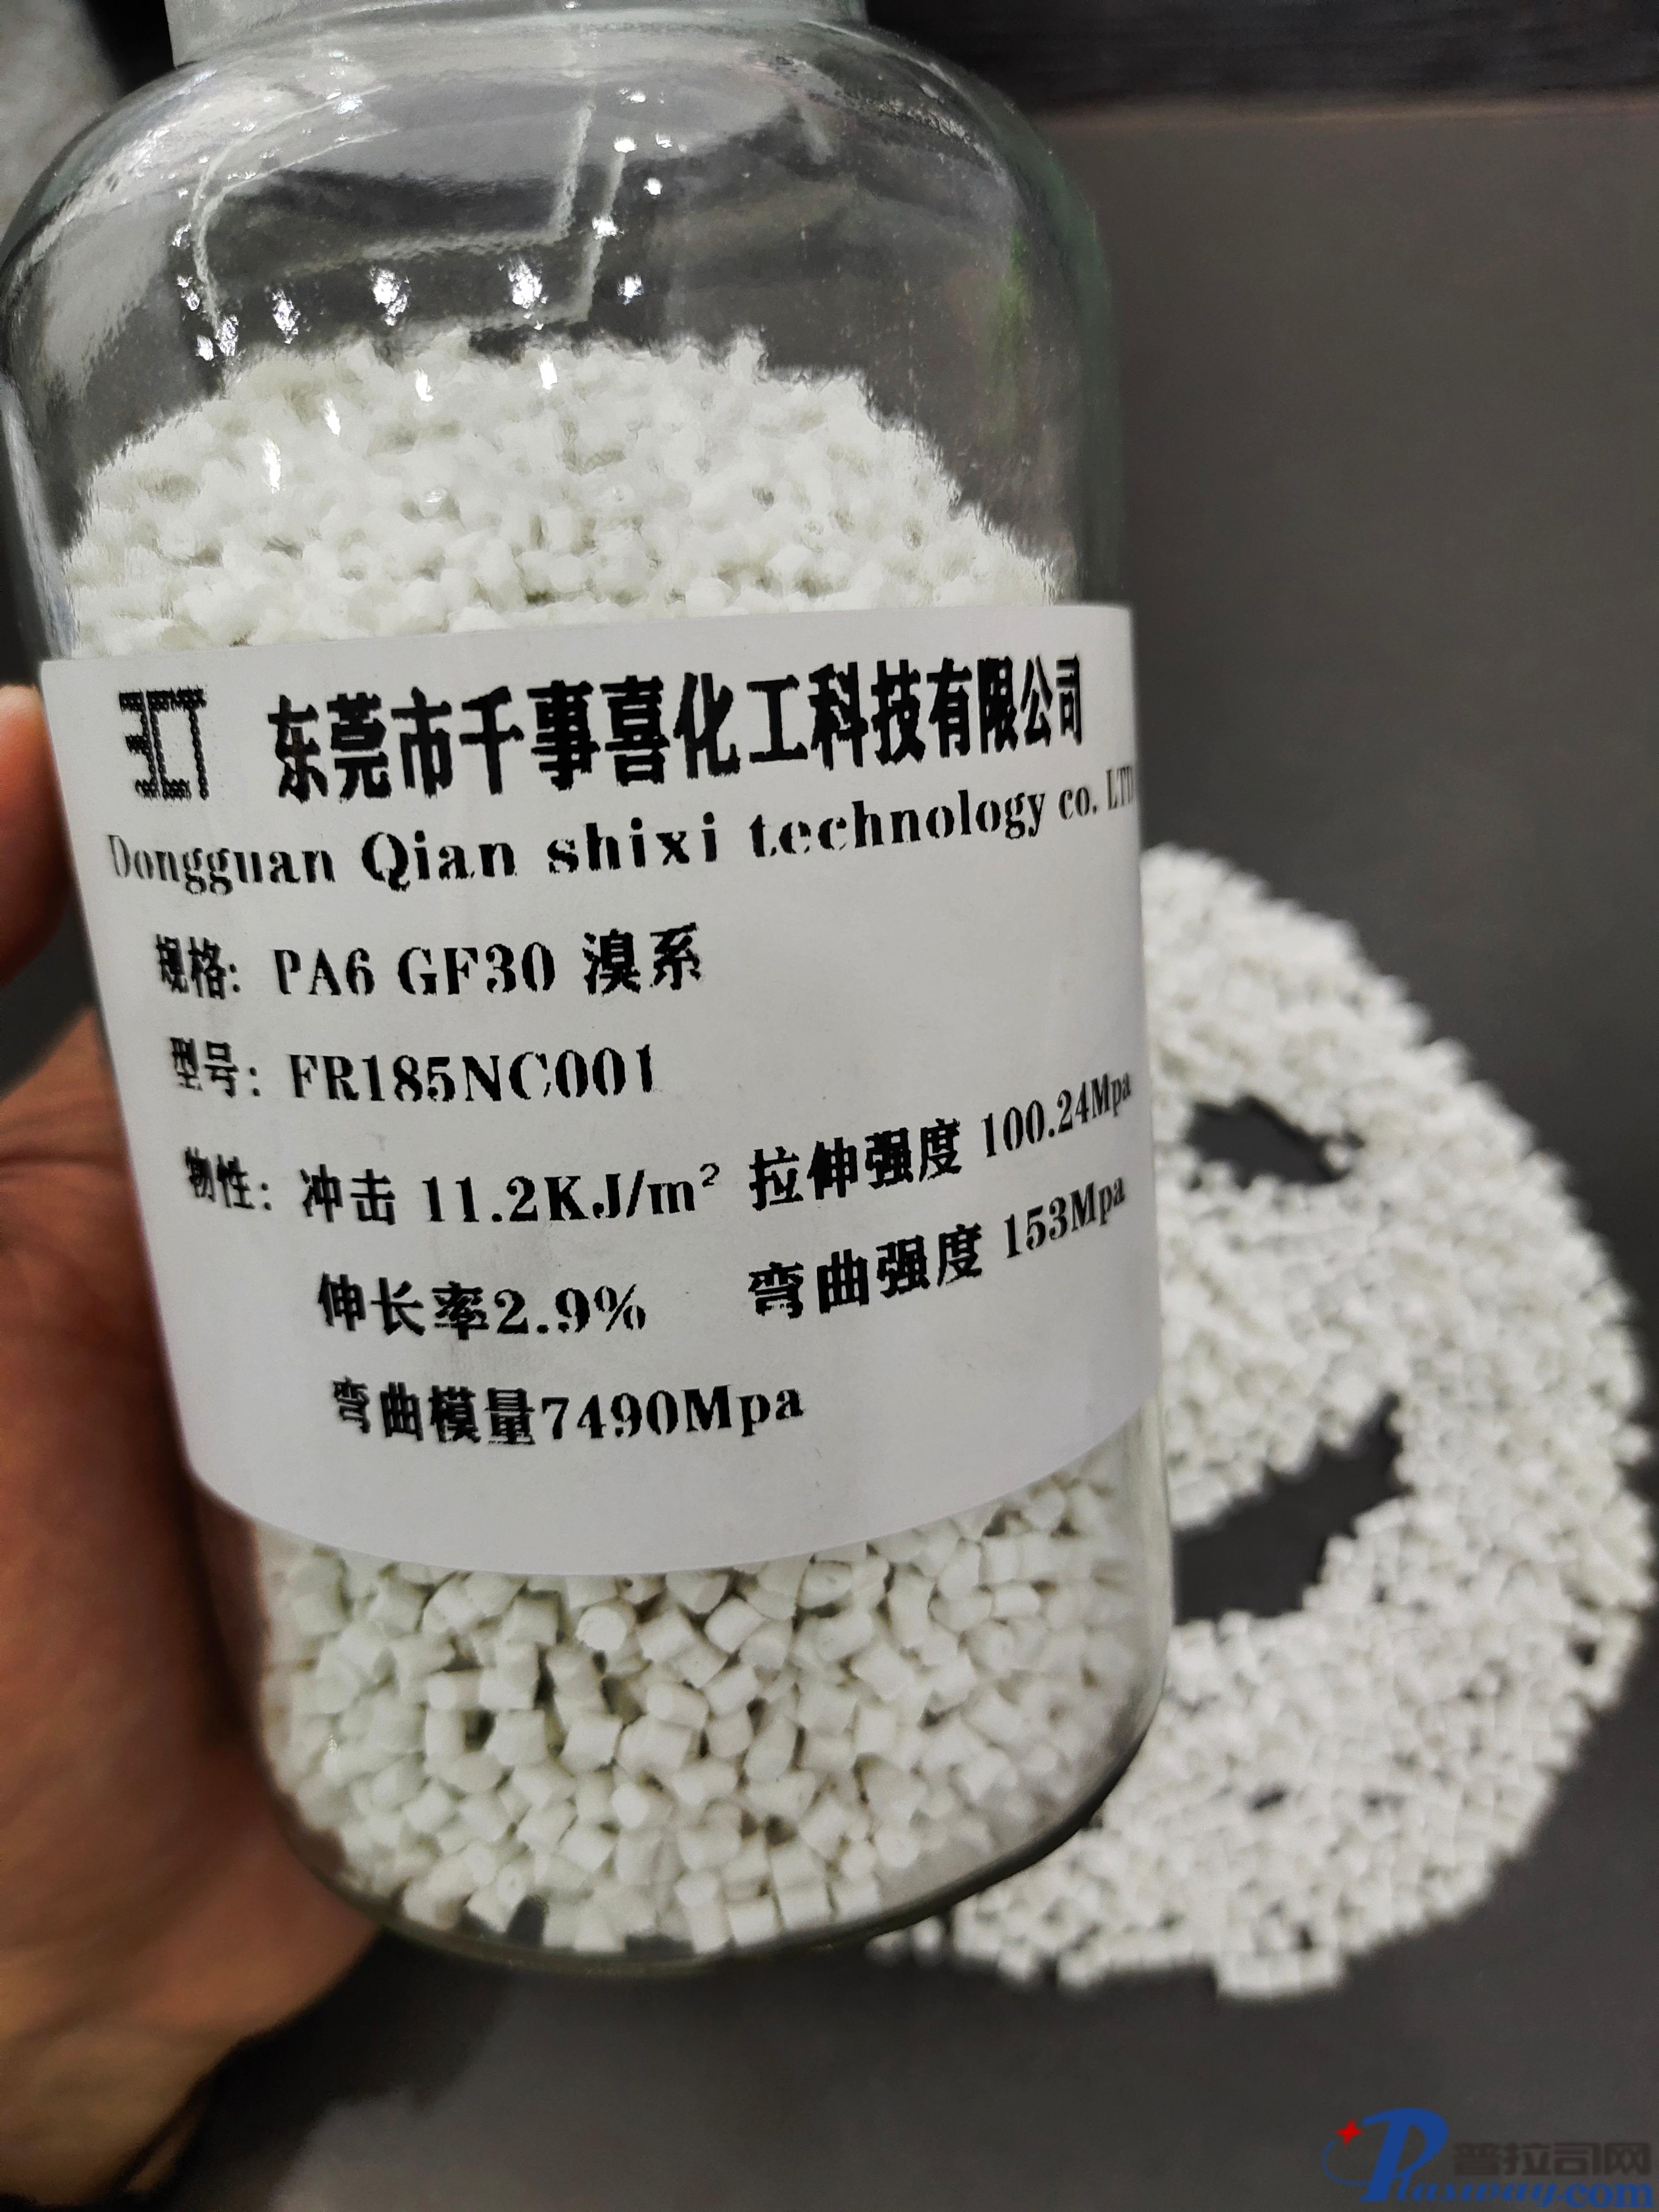 东莞市千事喜化工科技有限公司
Dongguan Qian shixi technology co. LTD
规格: PA6 GF30 溴系
型号: FR185NC001
物性: 冲击 11.2KJ/m² 拉伸强度 100.24Mpa
伸长率2.9% 弯曲强度 153Mpa
弯曲模量7490Mpa
普拉司网
Plasway.com